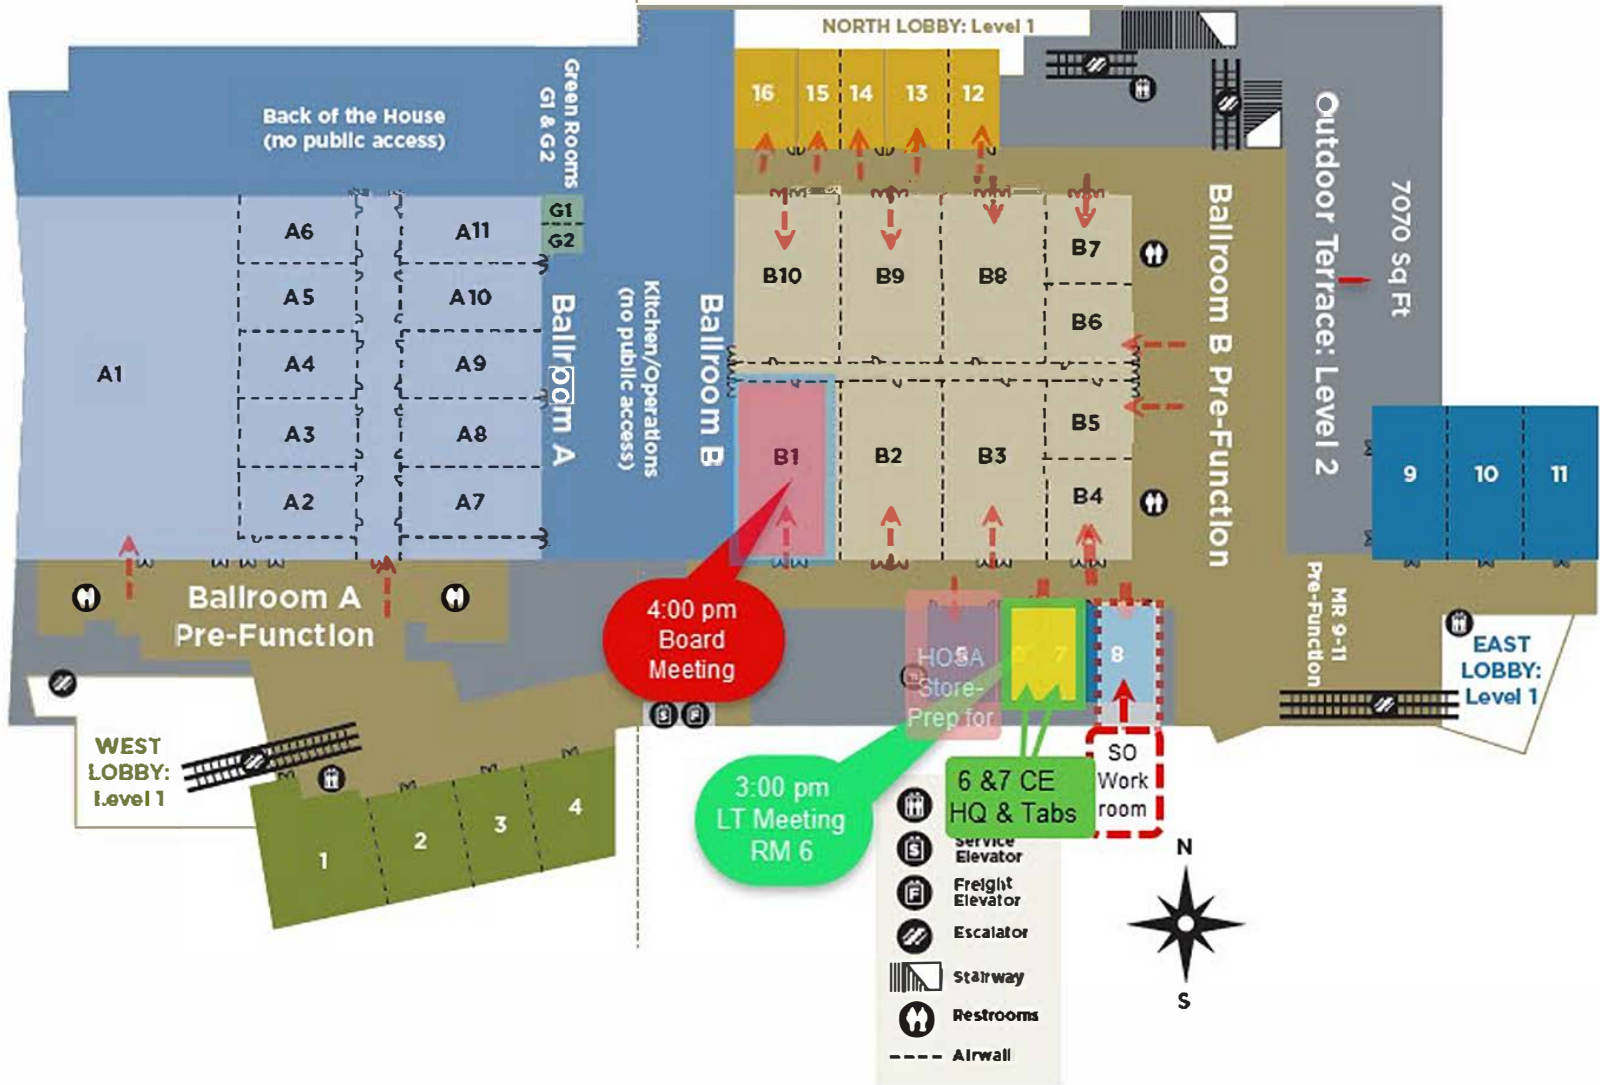 NORTH LOBBY: Level 1
16
15
14
13
12
Back of the House
(no public access)
Green Rooms
G1 & G2
G1
G2
A1
A6
A5
A4
A3
A2
A11
A10
A9
A8
A7
Ballroom A
Kitchen/Operations
(no public access)
Ballroom B
B10
B9
B8
B7
B6
B1
B2
B3
B5
B4
Ballroom B Pre-Function
Outdoor Terrace: Level 2
7070 Sq Ft
9
10
11
MR 9-11
Pre-Function
EAST
LOBBY:
Level 1
Ballroom A
Pre-Function
WEST
LOBBY:
Level 1
1
2
3
4
S
F
4:00 pm
Board
Meeting
5
HOSA
Store-
Prep for
6
7
8
3:00 pm
LT Meeting
RM 6
6 &7 CE
HQ & Tabs
SO
Work
room
S
Service
Elevator
F
Freight
Elevator
Escalator
Stairway
Restrooms
Airwall
N
S